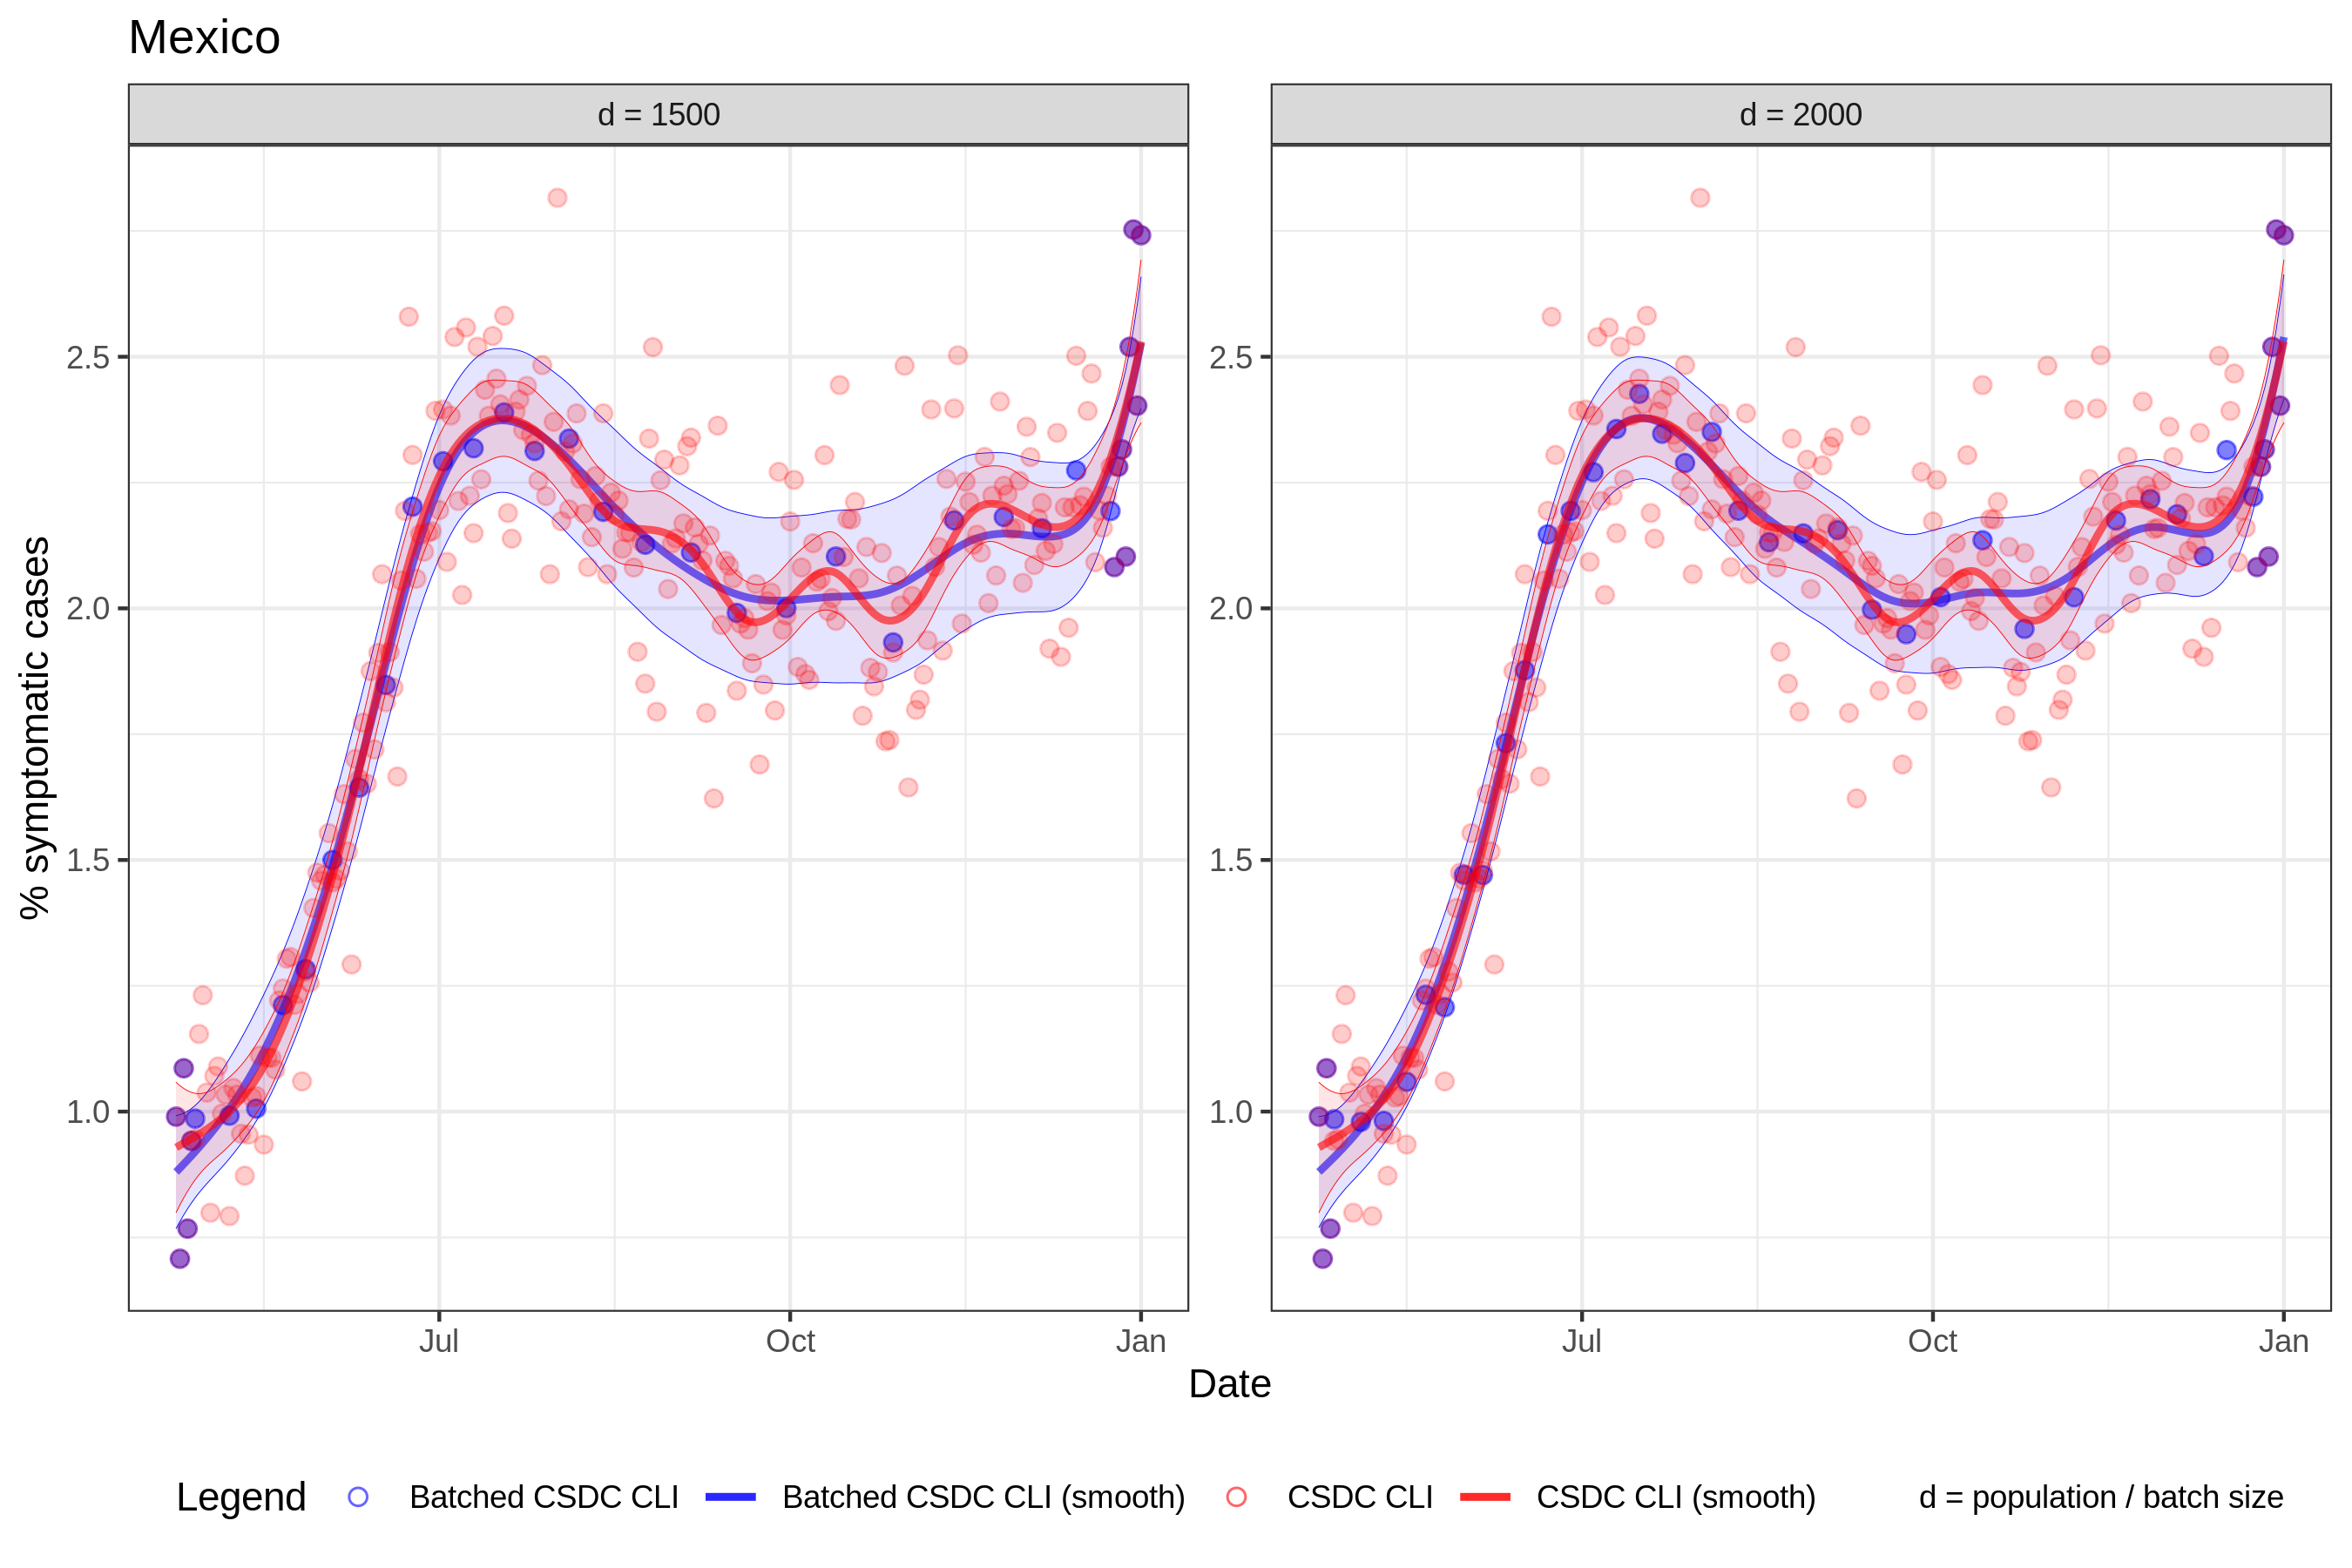 Mexico
d = 1500
d = 2000
% symptomatic cases
2.5
2.0
1.5
1.0
2.5
2.0
1.5
1.0
Jul
Oct
Jan
Jul
Oct
Jan
Date
Legend
Batched CSDC CLI
Batched CSDC CLI (smooth)
CSDC CLI
CSDC CLI (smooth)
d = population / batch size